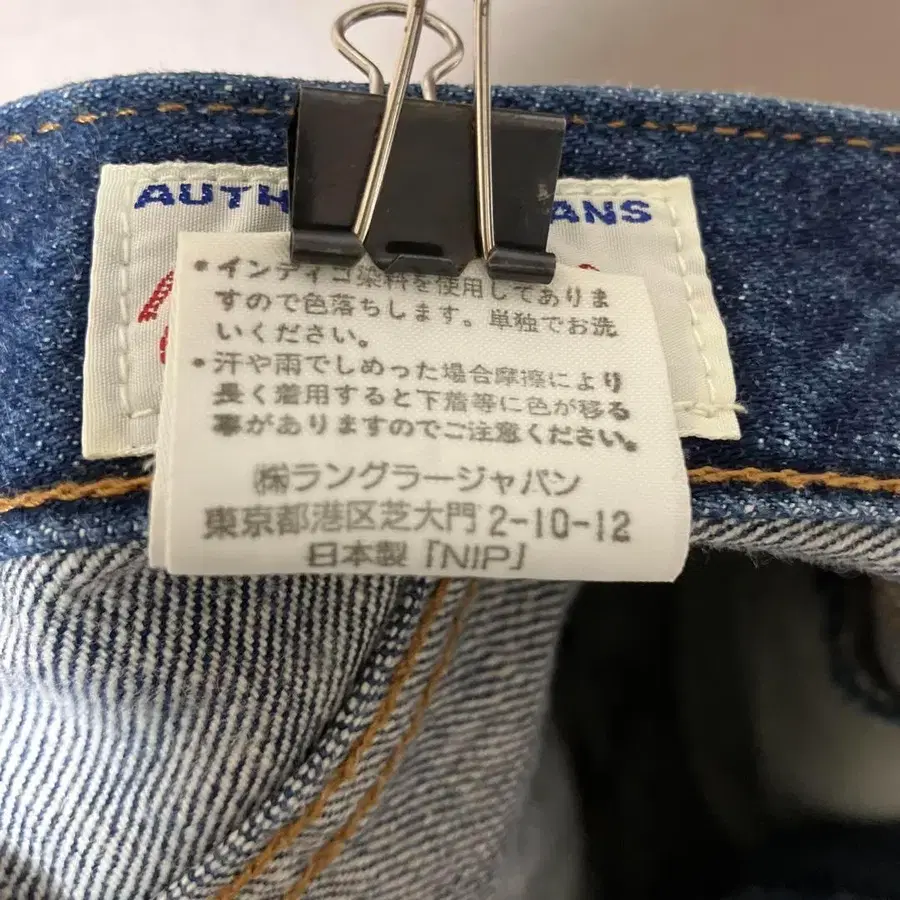 AUTH ANS
・インディゴ染料を使用してありま
すので色落ちします。単独でお洗
いください。
・汗や雨でしめった場合摩擦により
長く着用すると下着等に色が移る
事がありますのでご注意ください。
㈱ラングラージャパン
東京都港区芝大門2-10-12
日本製「NIP」